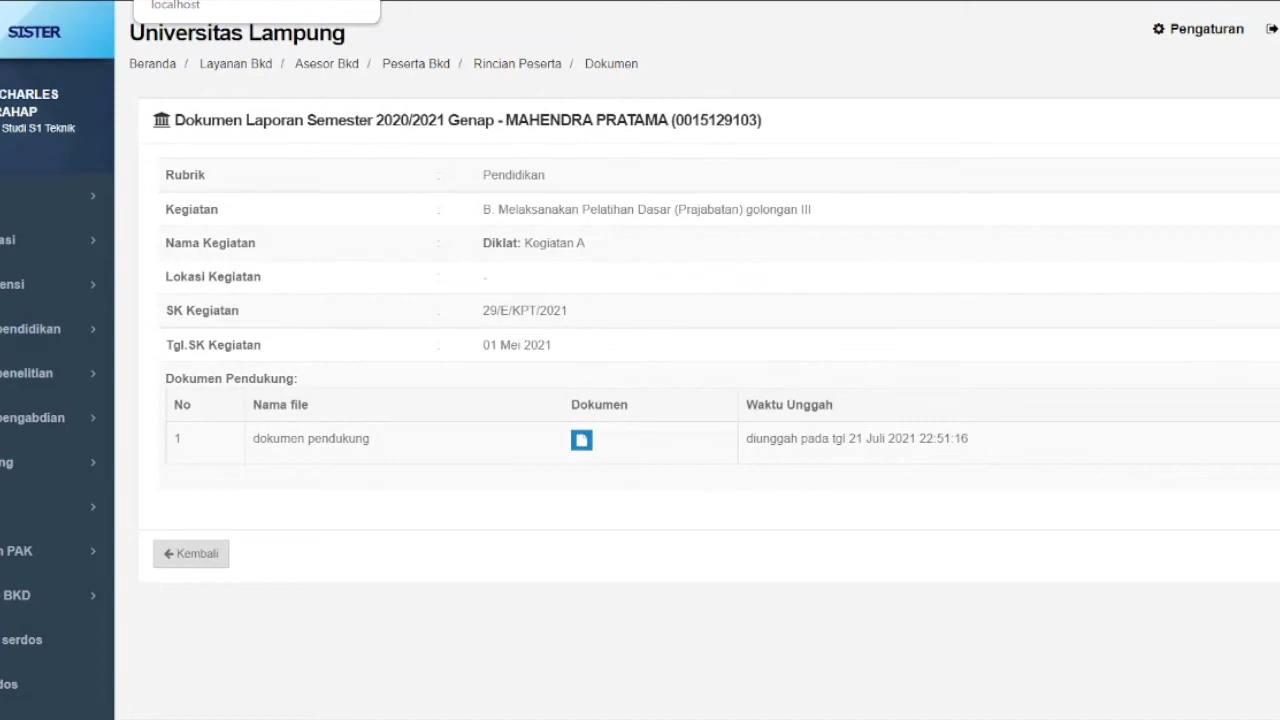 localhost
SISTER
Universitas Lampung
Pengaturan
Beranda / Layanan Bkd / Asesor Bkd / Peserta Bkd / Rincian Peserta / Dokumen
CHARLES
RAHAP
Studi S1 Teknik
Dokumen Laporan Semester 2020/2021 Genap - MAHENDRA PRATAMA (0015129103)
Rubrik : Pendidikan
Kegiatan : B. Melaksanakan Pelatihan Dasar (Prajabatan) golongan III
Nama Kegiatan : Diklat: Kegiatan A
Lokasi Kegiatan : -
SK Kegiatan : 29/E/KPT/2021
Tgl.SK Kegiatan : 01 Mei 2021
Dokumen Pendukung:
No Nama file Dokumen Waktu Unggah
1 dokumen pendukung diunggah pada tgl 21 Juli 2021 22:51:16
Kembali
asi
ensi
pendidikan
penelitian
pengabdian
ng
n PAK
BKD
serdos
dos